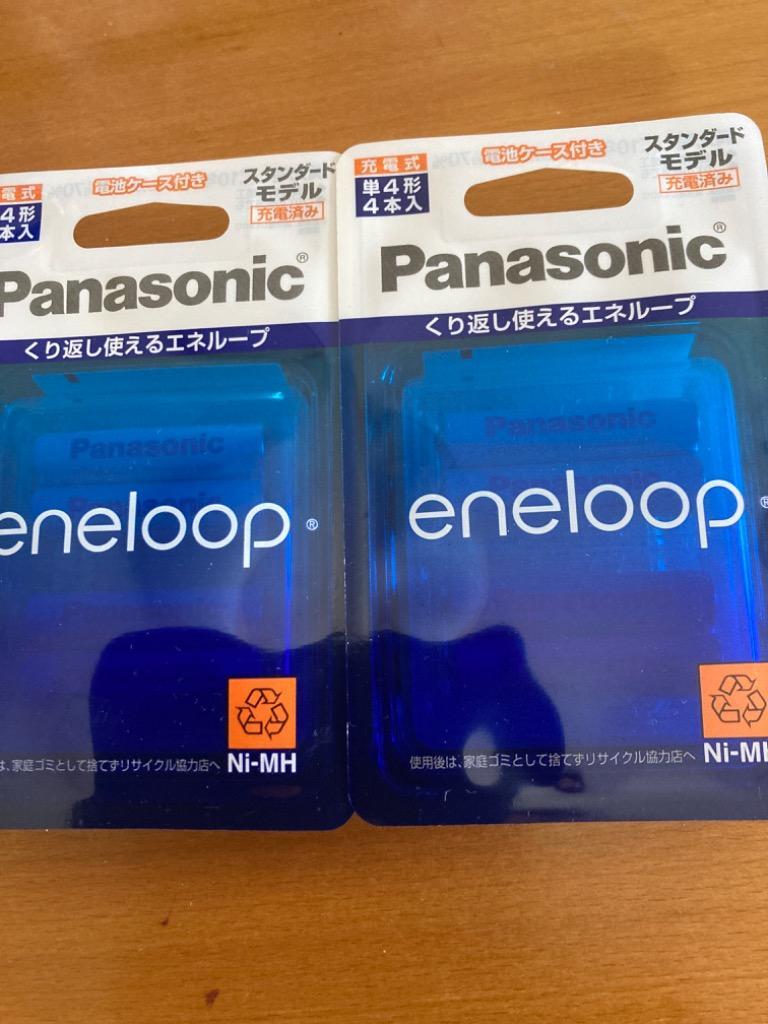 電式
4形
本入
電池ケース付き
スタンダード
モデル
充電済み
Panasonic®
くり返し使えるエネループ
Panasonic
Panasonic
eneloop®
は、家庭ゴミとして捨てずリサイクル協力店へ
Ni-MH
充電式
単4形
4本入
電池ケース付き
スタンダード
モデル
充電済み
Panasonic®
くり返し使えるエネループ
Panasonic
Panasonic
eneloop®
使用後は、家庭ゴミとして捨てずリサイクル協力店へ
Ni-MH